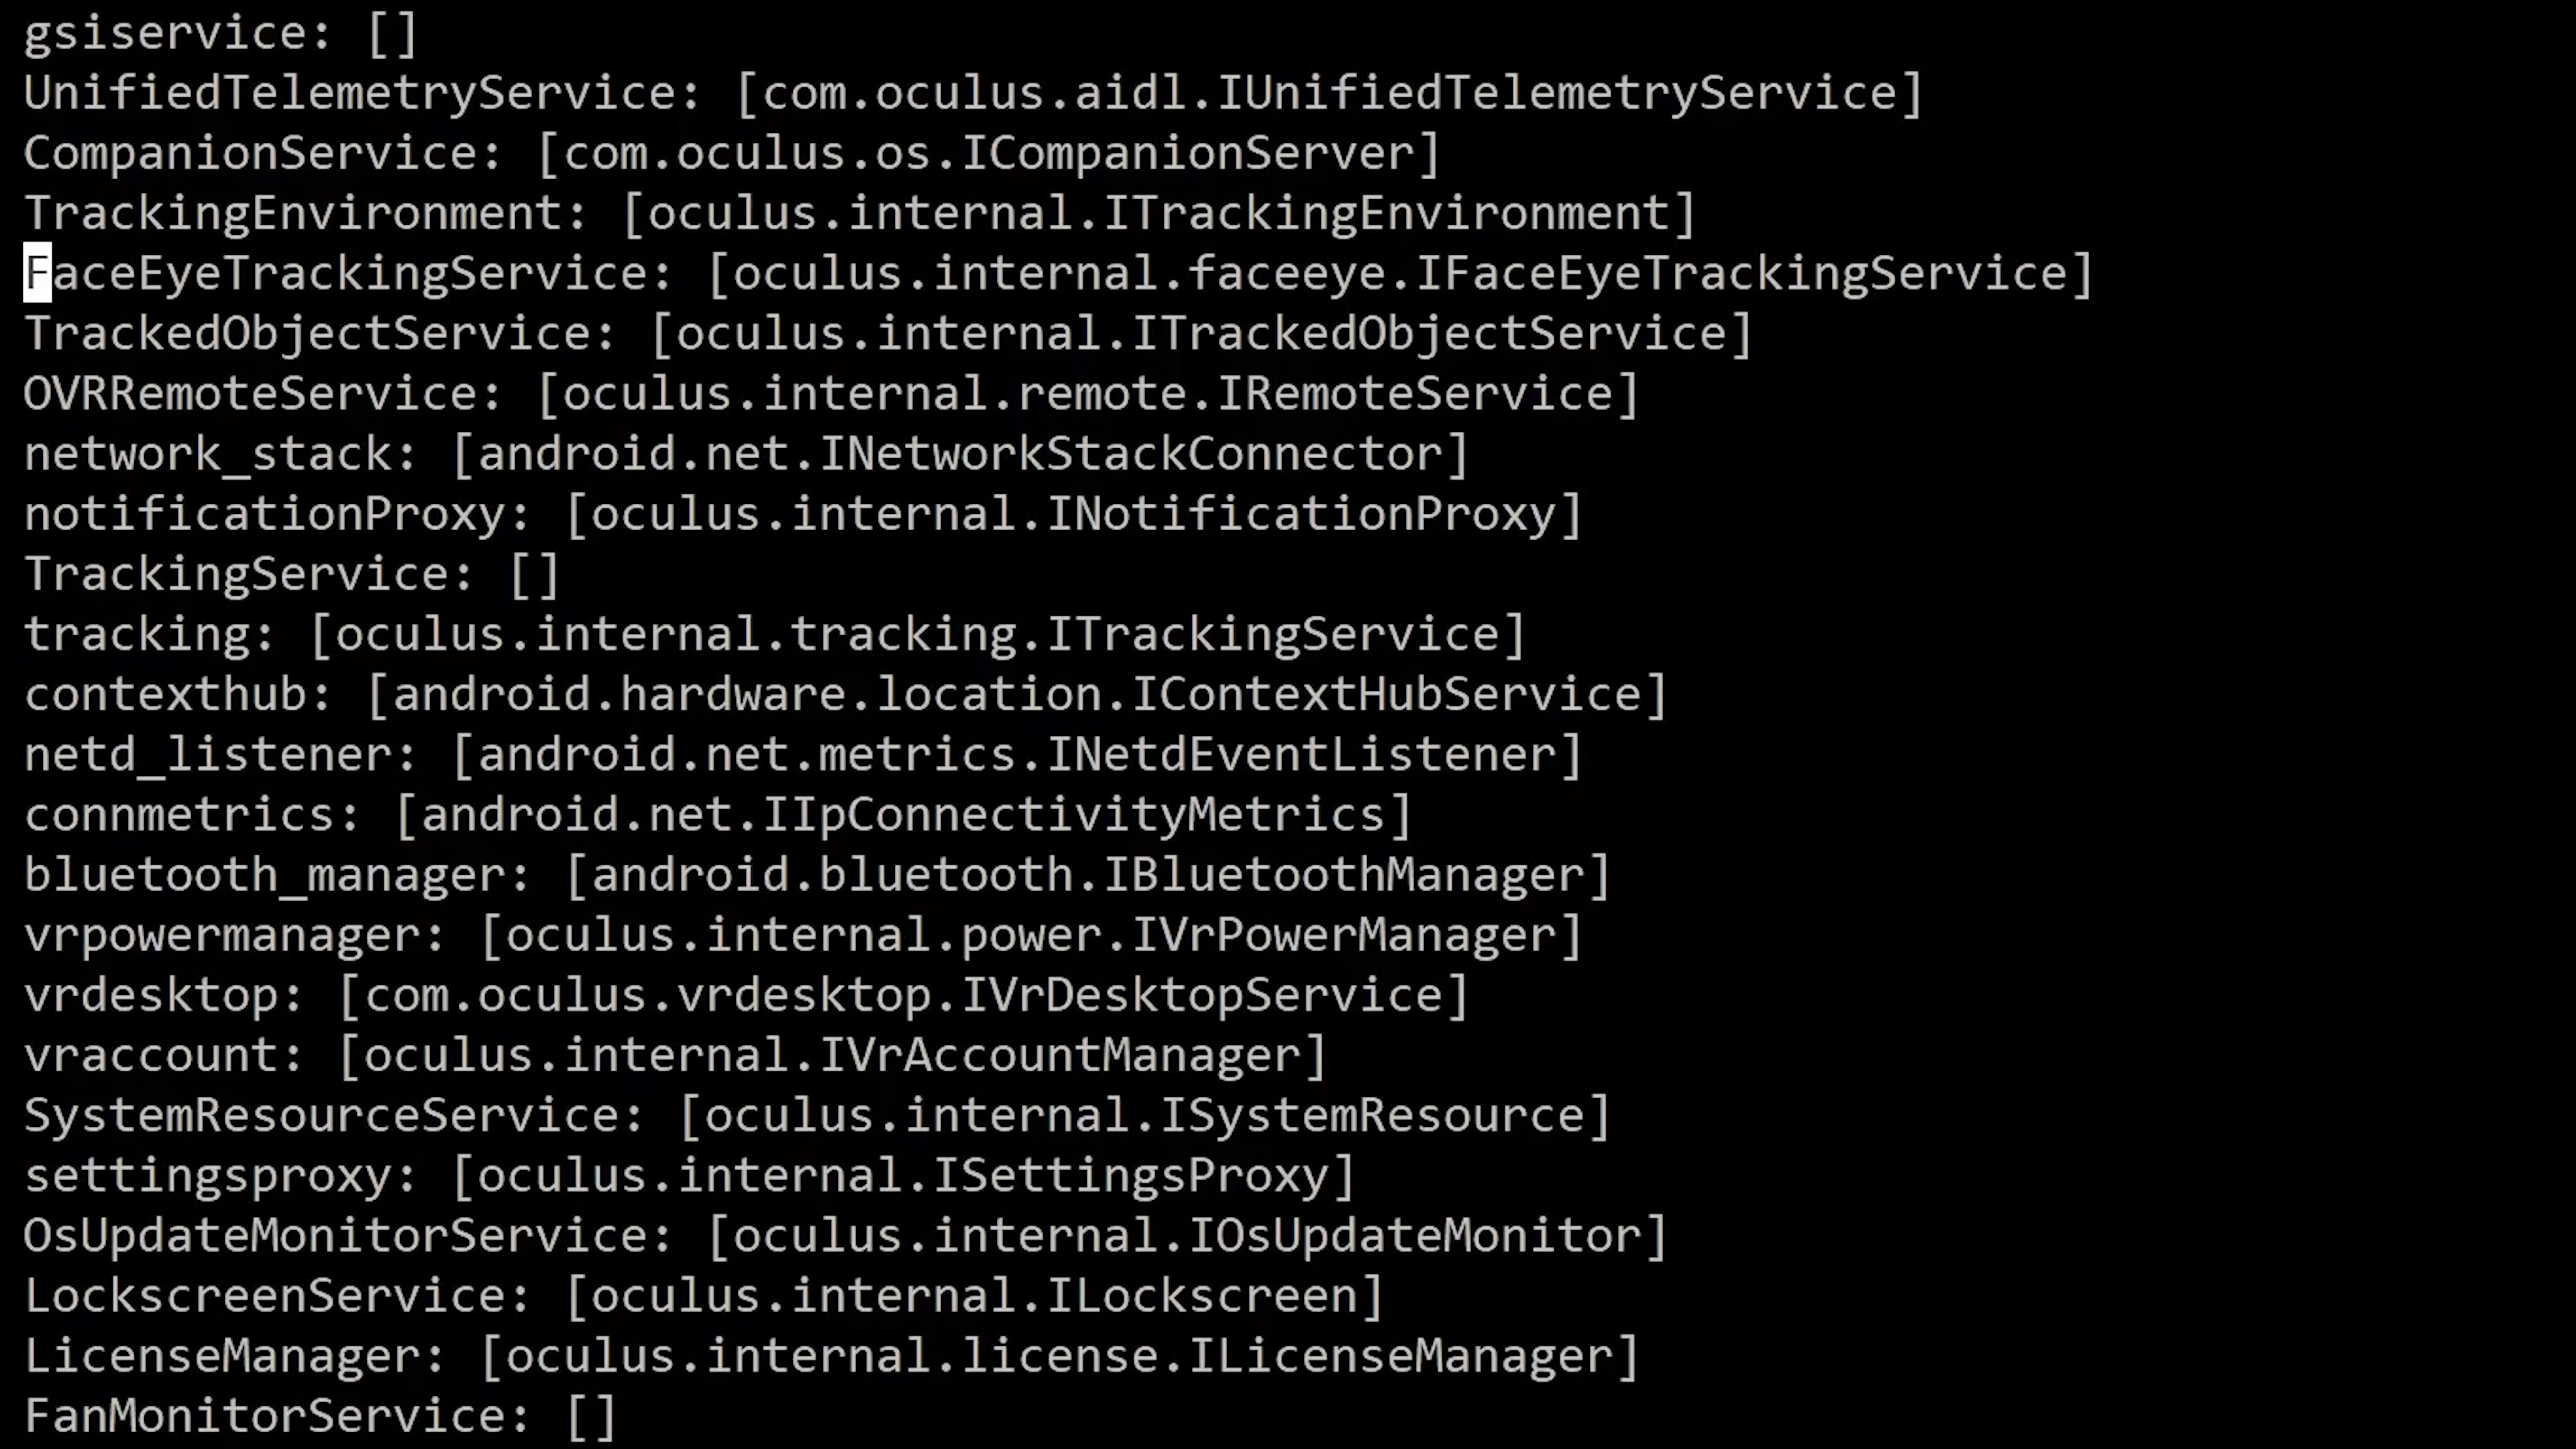 gsiservice: []
UnifiedTelemetryService: [com.oculus.aidl.IUnifiedTelemetryService]
CompanionService: [com.oculus.os.ICompanionServer]
TrackingEnvironment: [oculus.internal.ITrackingEnvironment]
FaceEyeTrackingService: [oculus.internal.faceeye.IFaceEyeTrackingService]
TrackedObjectService: [oculus.internal.ITrackedObjectService]
OVRRemoteService: [oculus.internal.remote.IRemoteService]
network_stack: [android.net.INetworkStackConnector]
notificationProxy: [oculus.internal.INotificationProxy]
TrackingService: []
tracking: [oculus.internal.tracking.ITrackingService]
contexthub: [android.hardware.location.IContextHubService]
netd_listener: [android.net.metrics.INetdEventListener]
connmetrics: [android.net.IIpConnectivityMetrics]
bluetooth_manager: [android.bluetooth.IBluetoothManager]
vrpowermanager: [oculus.internal.power.IVrPowerManager]
vrdesktop: [com.oculus.vrdesktop.IVrDesktopService]
vraccount: [oculus.internal.IVrAccountManager]
SystemResourceService: [oculus.internal.ISystemResource]
settingsproxy: [oculus.internal.ISettingsProxy]
OsUpdateMonitorService: [oculus.internal.IOsUpdateMonitor]
LockscreenService: [oculus.internal.ILockscreen]
LicenseManager: [oculus.internal.license.ILicenseManager]
FanMonitorService: []